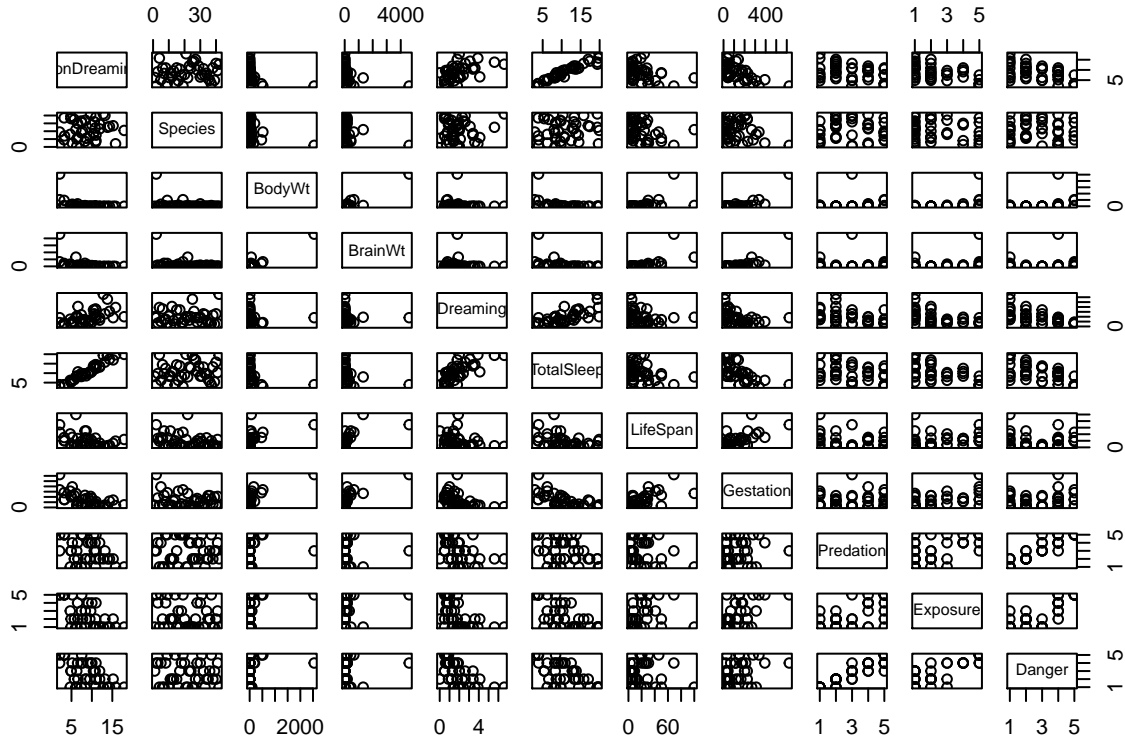 0 30 0 4000 5 15 0 400 1 3 5
onDreamin
5
Species
0
BodyWt
0
BrainWt
0
Dreaming
0
TotalSleep
5
LifeSpan
0
Gestation
0
Predation
1 5
Exposure
1 5
Danger
1 5
5 15 0 2000 0 4 0 60 1 3 5 1 3 5